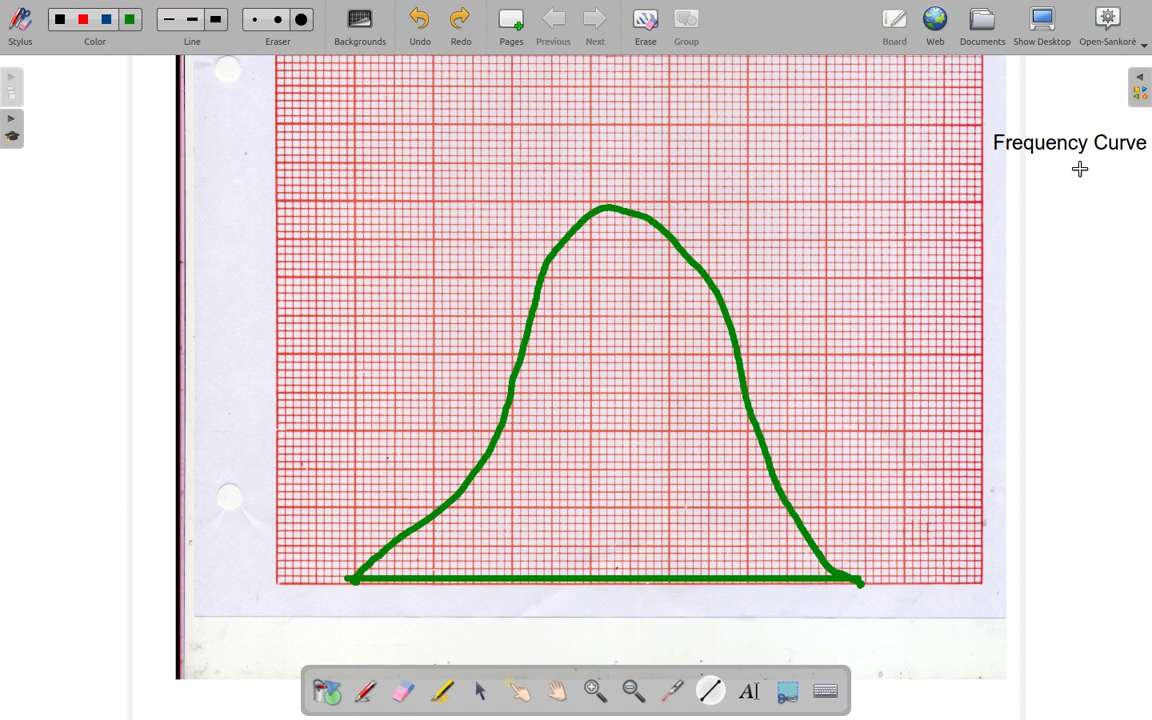 Stylus
Color
Line
Eraser
Backgrounds
Undo
Redo
Pages
Previous
Next
Erase
Group
Board
Web
Documents
Show Desktop
Open-Sankoré
Frequency Curve